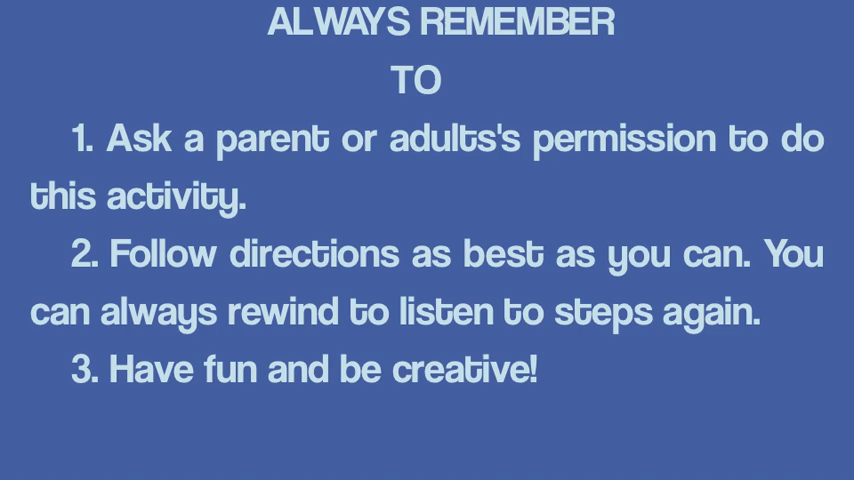 ALWAYS REMEMBER
TO
1. Ask a parent or adults's permission to do
this activity.
2. Follow directions as best as you can. You
can always rewind to listen to steps again.
3. Have fun and be creative!